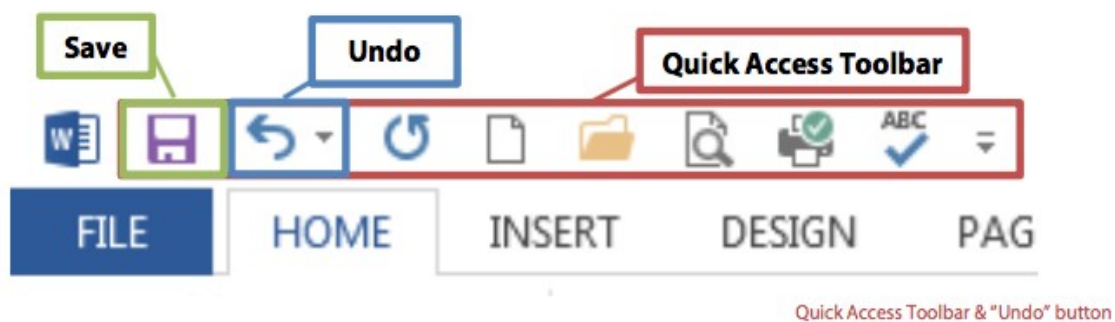 Save
Undo
Quick Access Toolbar
W
ABC
FILE HOME INSERT DESIGN PAG
Quick Access Toolbar & "Undo" button